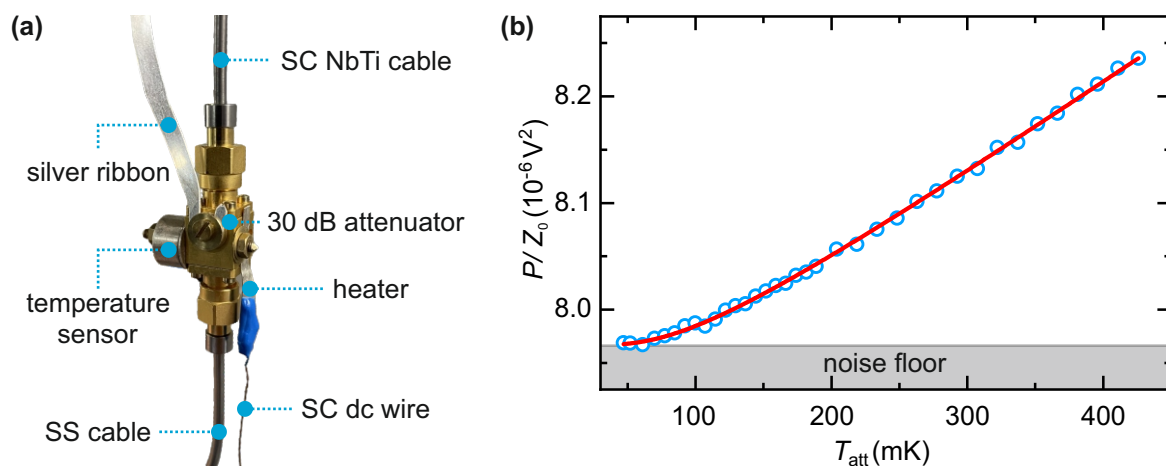 (a)
SC NbTi cable
silver ribbon
30 dB attenuator
temperature
sensor
heater
SC dc wire
SS cable
(b)
P/ Z₀ (10⁻⁶ V²)
8.2
8.1
8.0
noise floor
100
200
300
400
Tₐₜₜ (mK)